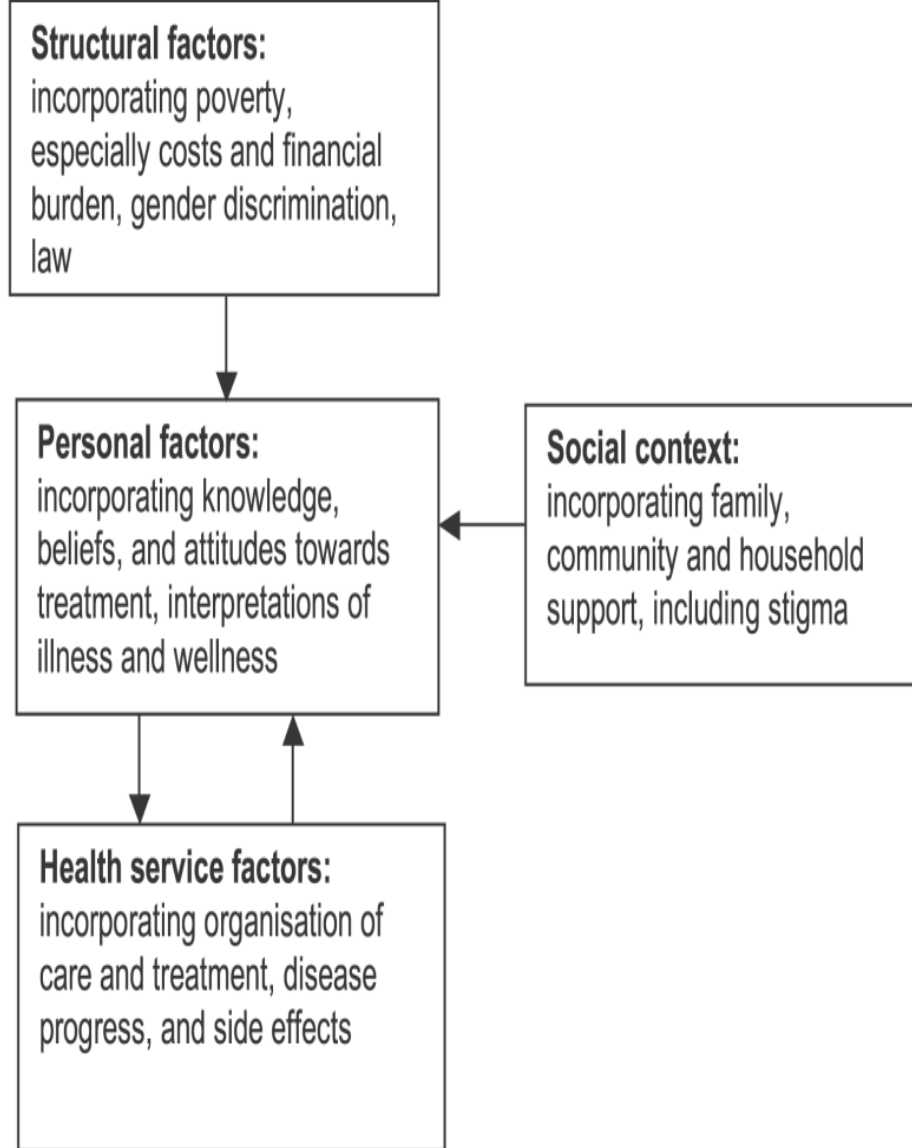 Structural factors:
incorporating poverty,
especially costs and financial
burden, gender discrimination,
law
Personal factors:
incorporating knowledge,
beliefs, and attitudes towards
treatment, interpretations of
illness and wellness
Social context:
incorporating family,
community and household
support, including stigma
Health service factors:
incorporating organisation of
care and treatment, disease
progress, and side effects